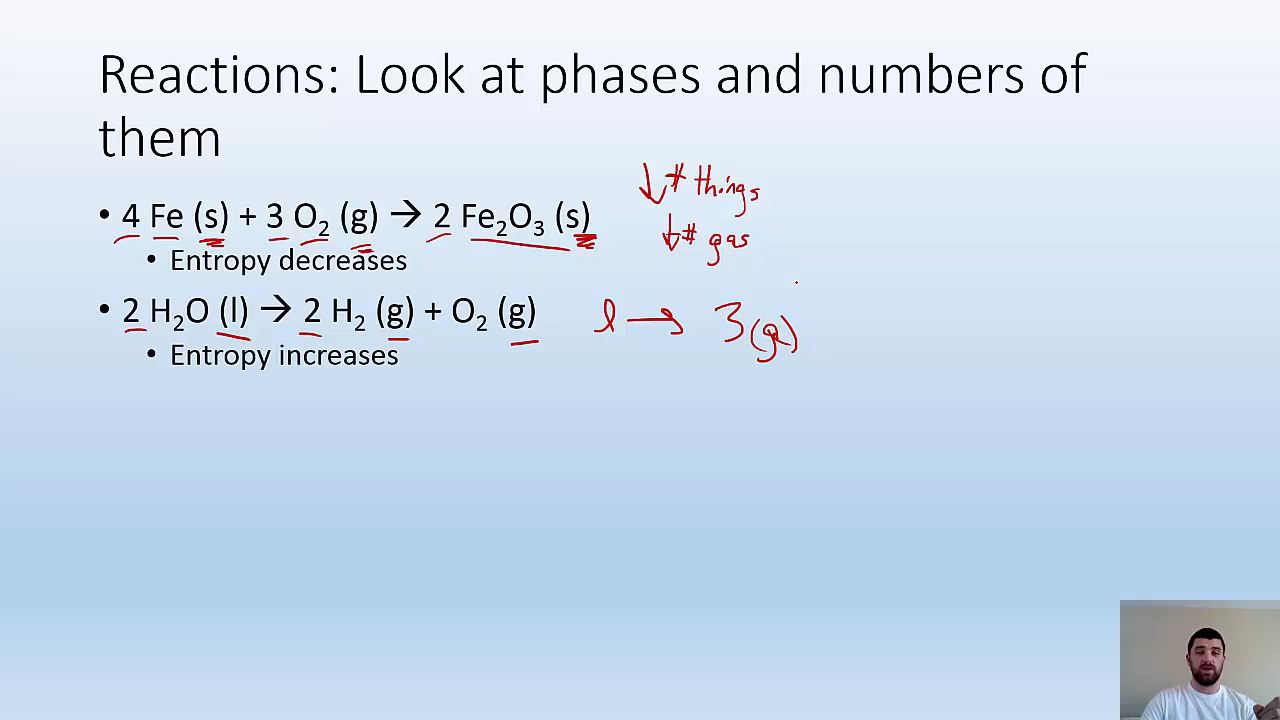 Reactions: Look at phases and numbers of
them
• 4 Fe (s) + 3 O₂ (g) → 2 Fe₂O₃ (s)
• Entropy decreases
• 2 H₂O (l) → 2 H₂ (g) + O₂ (g)
• Entropy increases
↓ # things
↓ # gas
l → 3 (g)